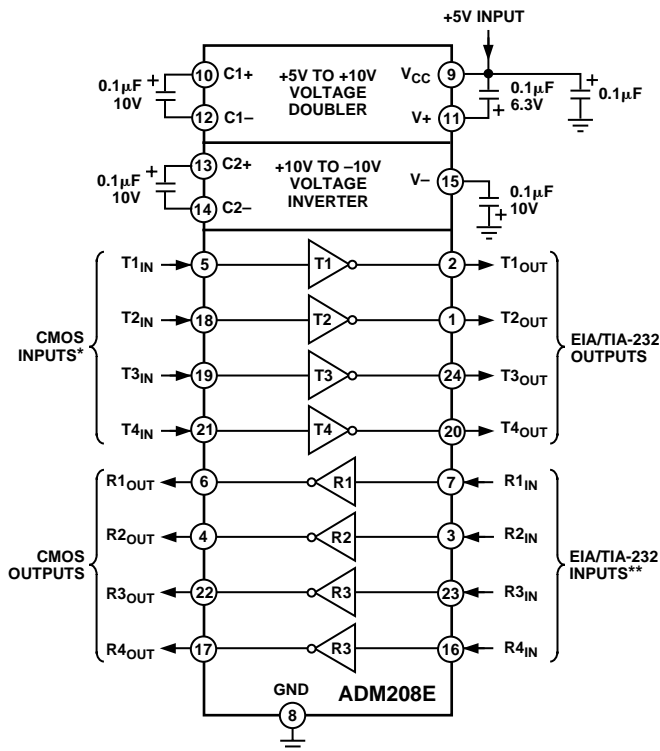 +5V INPUT
0.1µF
10V
+
10
C1+
12
C1–
+5V TO +10V
VOLTAGE
DOUBLER
VCC
9
V+
11
+
0.1µF
6.3V
+
0.1µF
0.1µF
10V
+
13
C2+
14
C2–
+10V TO –10V
VOLTAGE
INVERTER
V–
15
+
0.1µF
10V
CMOS
INPUTS*
T1IN 5 T1 2 T1OUT
T2IN 18 T2 1 T2OUT
T3IN 19 T3 24 T3OUT
T4IN 21 T4 20 T4OUT
EIA/TIA-232
OUTPUTS
CMOS
OUTPUTS
R1OUT 6 R1 7 R1IN
R2OUT 4 R2 3 R2IN
R3OUT 22 R3 23 R3IN
R4OUT 17 R3 16 R4IN
EIA/TIA-232
INPUTS**
GND
8
ADM208E